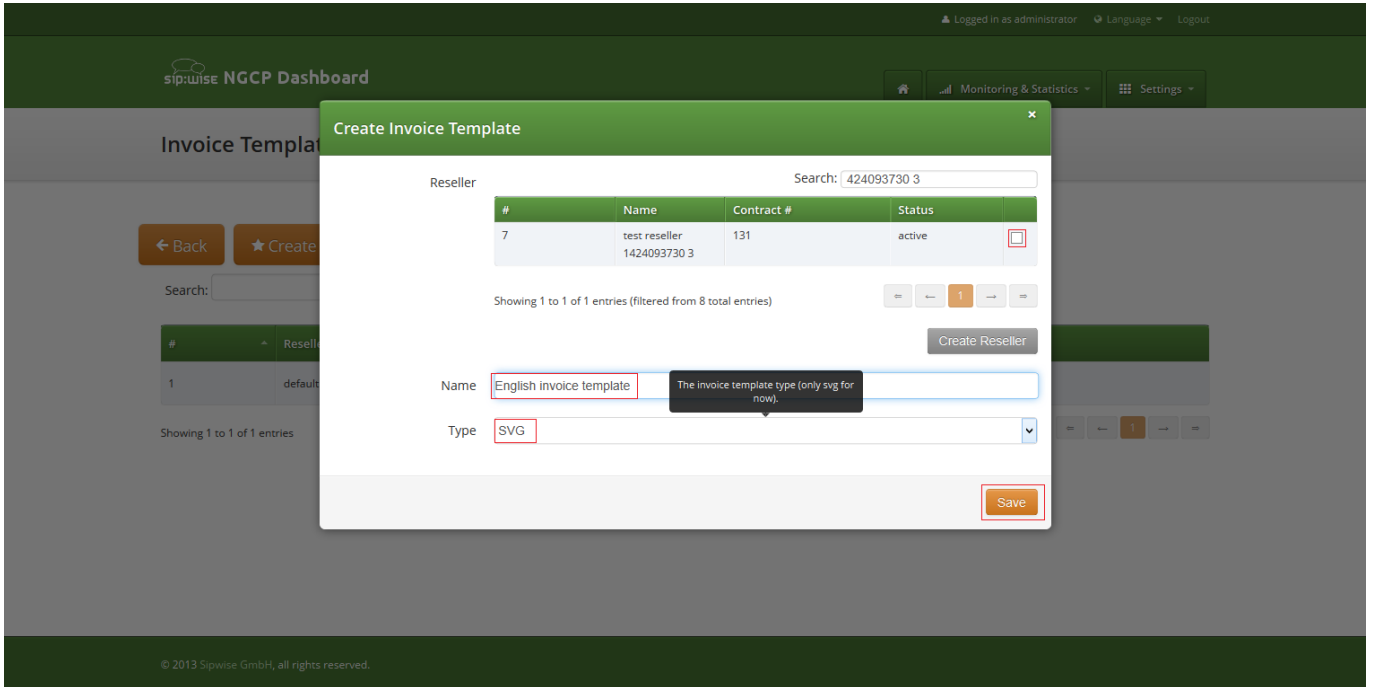 Logged in as administrator Language Logout
sip:wise NGCP Dashboard
Monitoring & Statistics Settings
Create Invoice Template ×
Invoice Templat
Reseller Search: 424093730 3
# Name Contract # Status
7 test reseller 131 active
1424093730 3
Back Create
Search:
Showing 1 to 1 of 1 entries (filtered from 8 total entries) ⇐ ← 1 → ⇒
Create Reseller
# Resell
1 default
Name English invoice template
The invoice template type (only svg for
now).
Type SVG
Showing 1 to 1 of 1 entries ⇐ ← 1 → ⇒
Save
© 2013 Sipwise GmbH, all rights reserved.